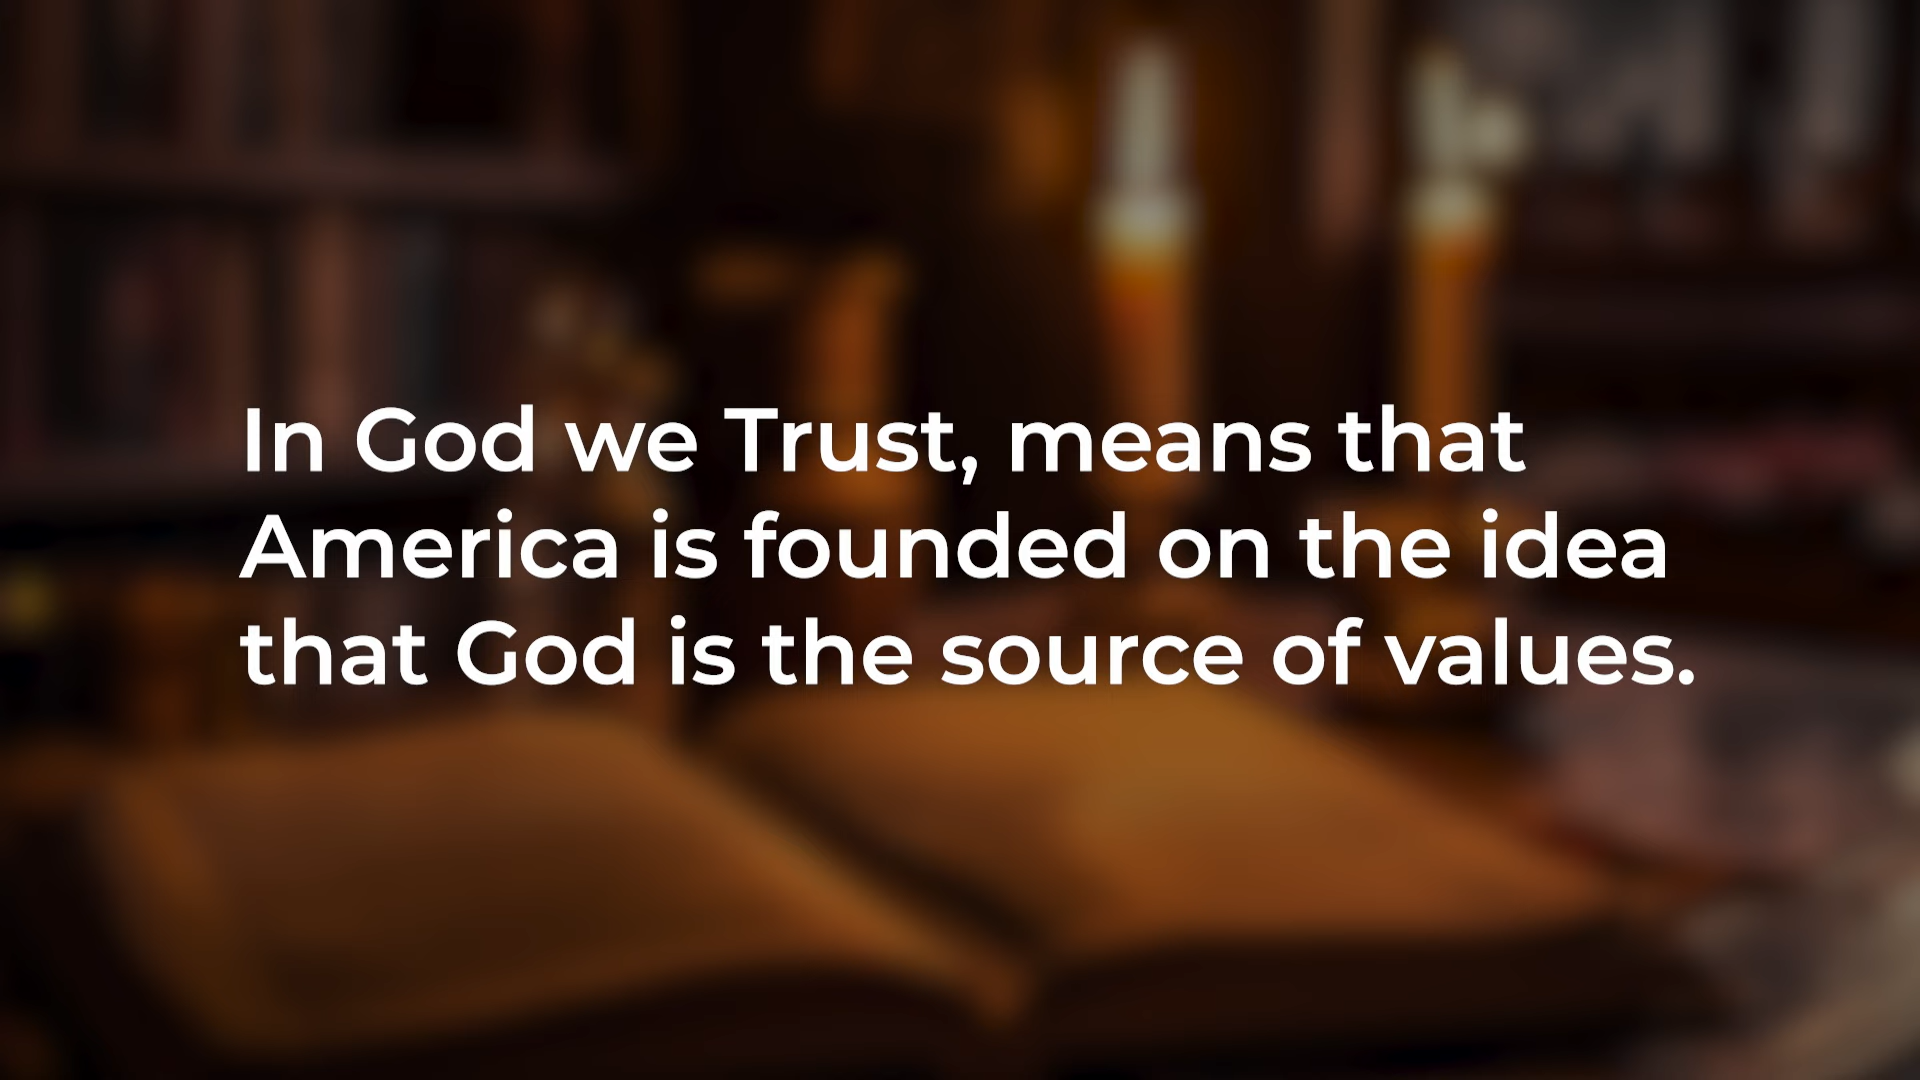 In God we Trust, means that
America is founded on the idea
that God is the source of values.